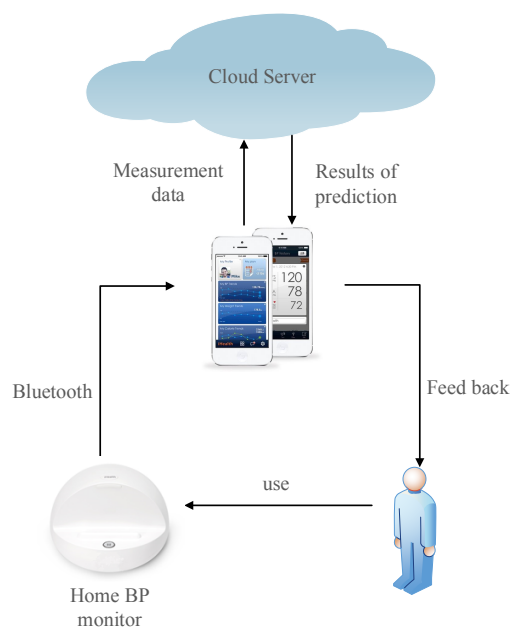 Cloud Server
Measurement
data
Results of
prediction
120
78
72
Bluetooth
Feed back
use
Home BP
monitor